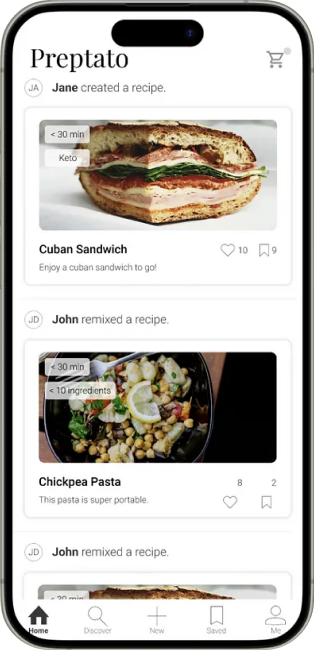 Preptato
JA Jane created a recipe.
< 30 min
Keto
Cuban Sandwich 10 9
Enjoy a cuban sandwich to go!
JD John remixed a recipe.
< 30 min
< 10 ingredients
Chickpea Pasta 8 2
This pasta is super portable.
JD John remixed a recipe.
< 30 min
Home Discover New Saved Me